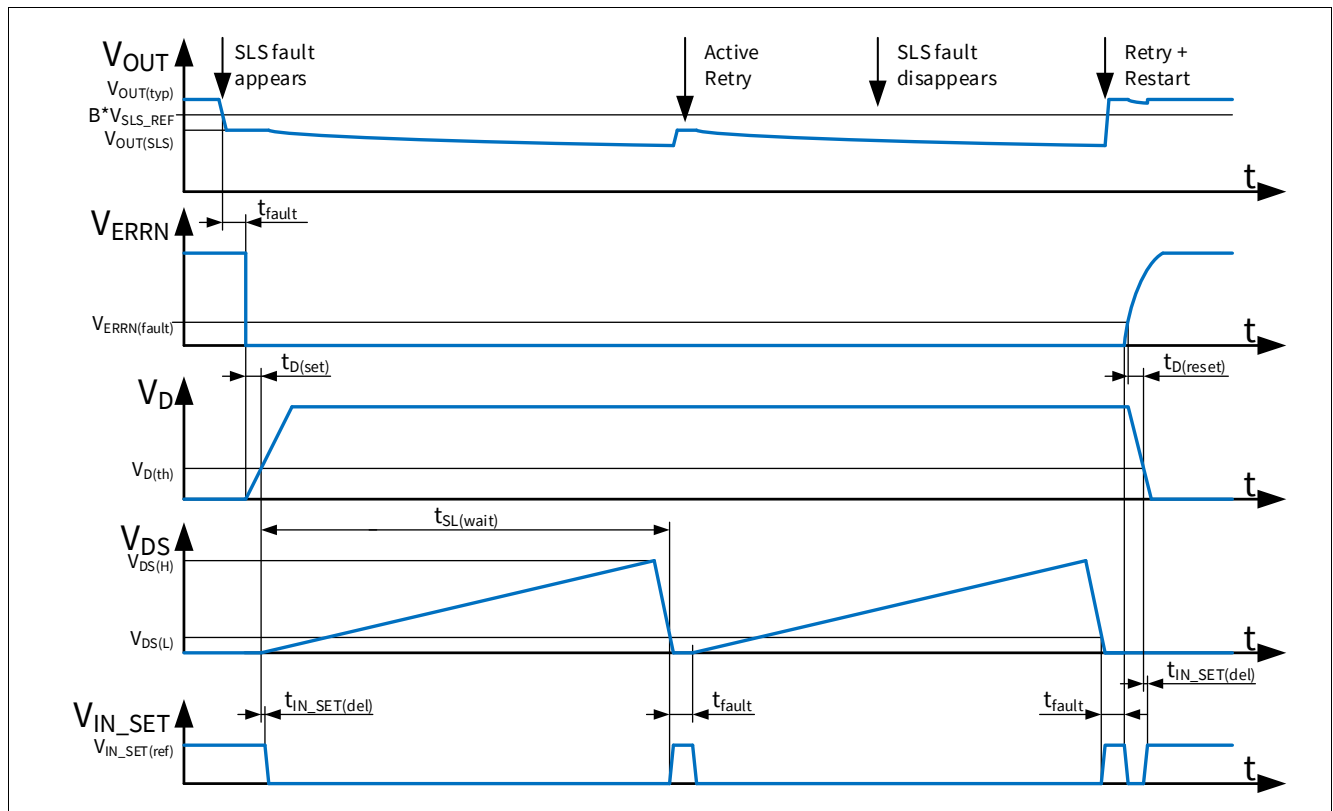 SLS fault appears
Active Retry
SLS fault disappears
Retry + Restart
VOUT
VOUT(typ)
B*VSLS_REF
VOUT(SLS)
t
tfault
VERRN
VERRN(fault)
t
tD(set)
tD(reset)
VD
VD(th)
t
tSL(wait)
VDS
VDS(H)
VDS(L)
t
tIN_SET(del)
tfault
tfault
tIN_SET(del)
VIN_SET
VIN_SET(ref)
t